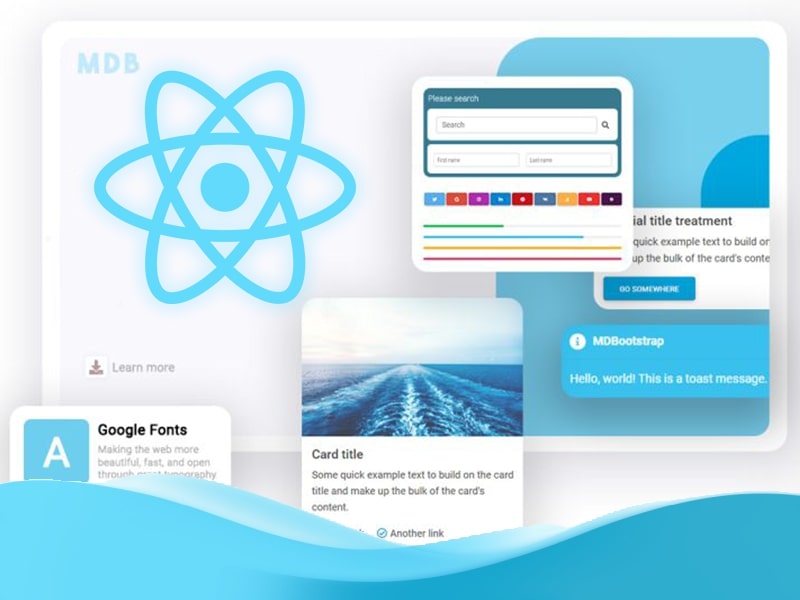 MDB
Please search
Search
First name
Last name
ial title treatment
quick example text to build on
up the bulk of the card's conte
GO SOMEWHERE
MDBootstrap
Hello, world! This is a toast message.
Learn more
A
Google Fonts
Making the web more
beautiful, fast, and open
through great typography
Card title
Some quick example text to build on the card
title and make up the bulk of the card's
content.
Another link